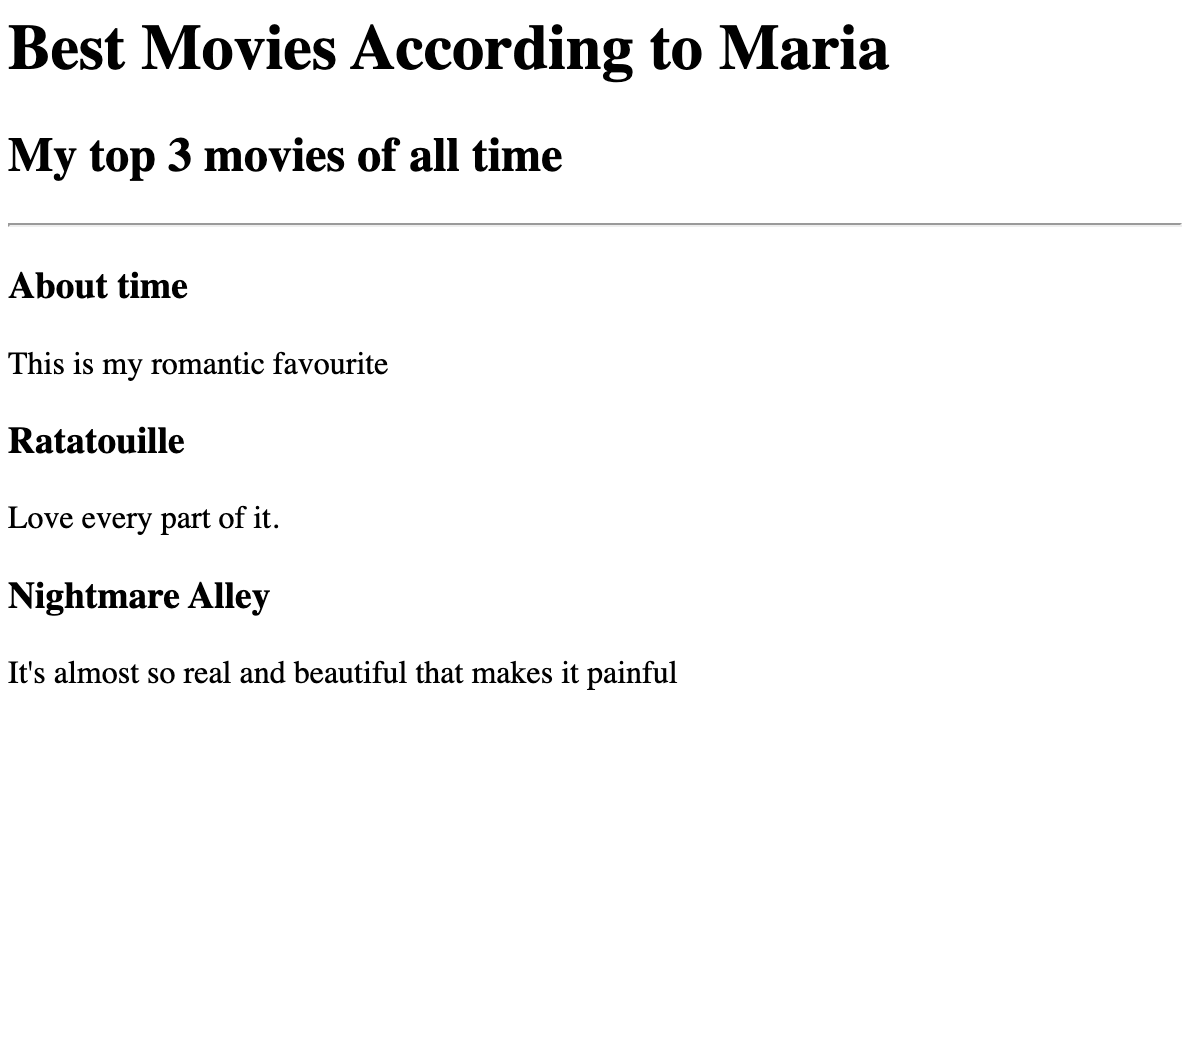 Best Movies According to Maria
My top 3 movies of all time
About time
This is my romantic favourite
Ratatouille
Love every part of it.
Nightmare Alley
It's almost so real and beautiful that makes it painful